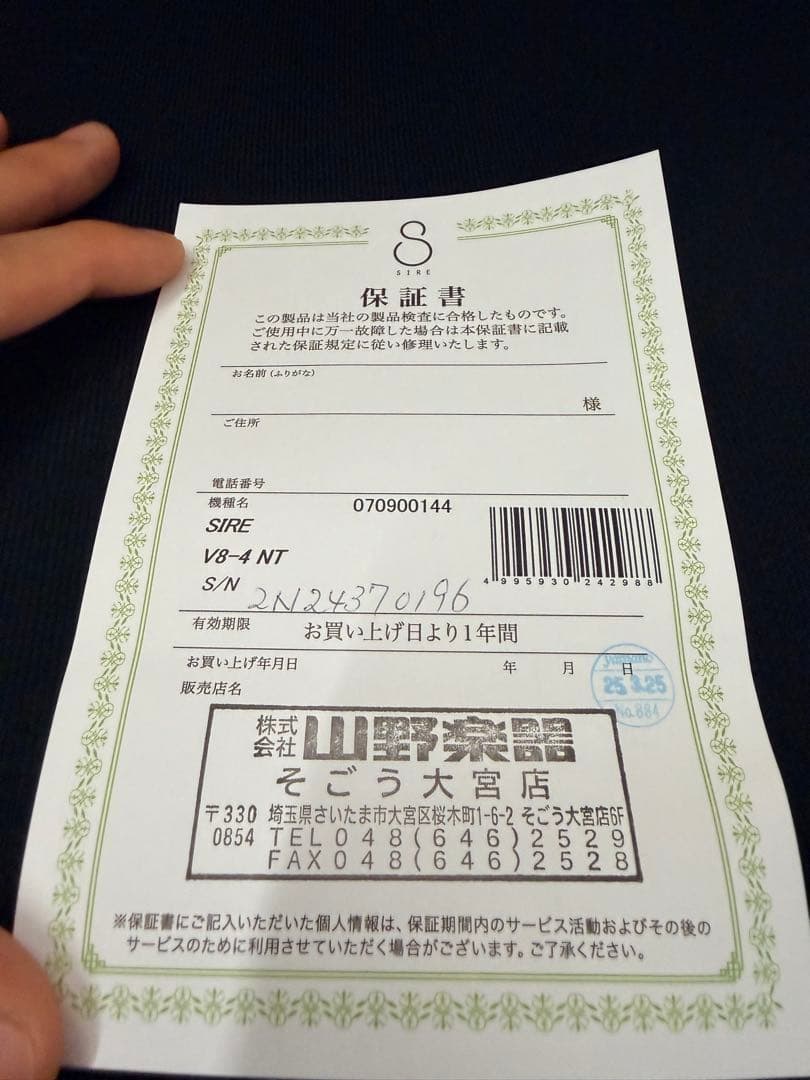 S
SIRE
保証書
この製品は当社の製品検査に合格したものです。
ご使用中に万一故障した場合は本保証書に記載
された保証規定に従い修理いたします。
お名前(ふりがな)
様
ご住所
電話番号
機種名 070900144
SIRE
V8-4 NT
4 995930 242988
S/N 2N24370196
有効期限 お買い上げ日より1年間
お買い上げ年月日 年 月 日
販売店名
yamano
25.3.25
No.884
株式会社 山野楽器
そごう大宮店
〒330 埼玉県さいたま市大宮区桜木町1-6-2 そごう大宮店6F
0854 TEL048(646)2529
FAX048(646)2528
※保証書にご記入いただいた個人情報は、保証期間内のサービス活動およびその後の
サービスのために利用させていただく場合がございます。ご了承ください。